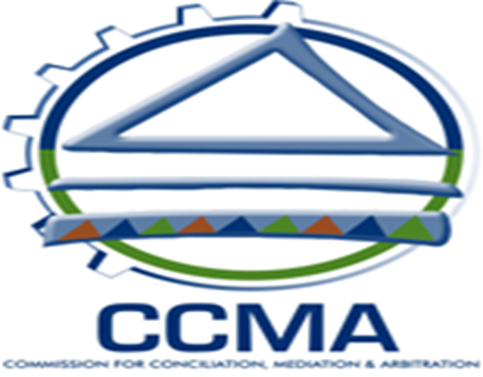 CCMA
COMMISSION FOR CONCILIATION, MEDIATION & ARBITRATION